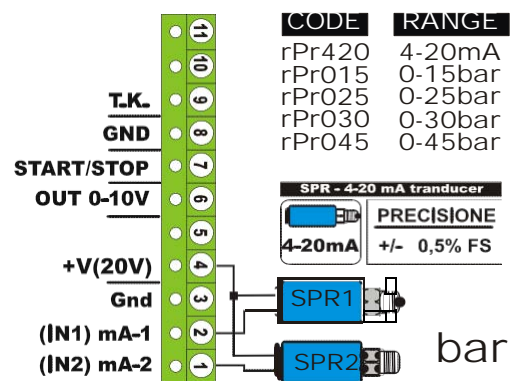 CODE RANGE
rPr420 4-20mA
rPr015 0-15bar
rPr025 0-25bar
rPr030 0-30bar
rPr045 0-45bar
11
10
T.K. 9
GND 8
START/STOP 7
OUT 0-10V 6
5
+V(20V) 4
Gnd 3
(IN1) mA-1 2
(IN2) mA-2 1
SPR - 4-20 mA tranducer
4-20mA
PRECISIONE
+/- 0,5% FS
SPR1
SPR2
bar